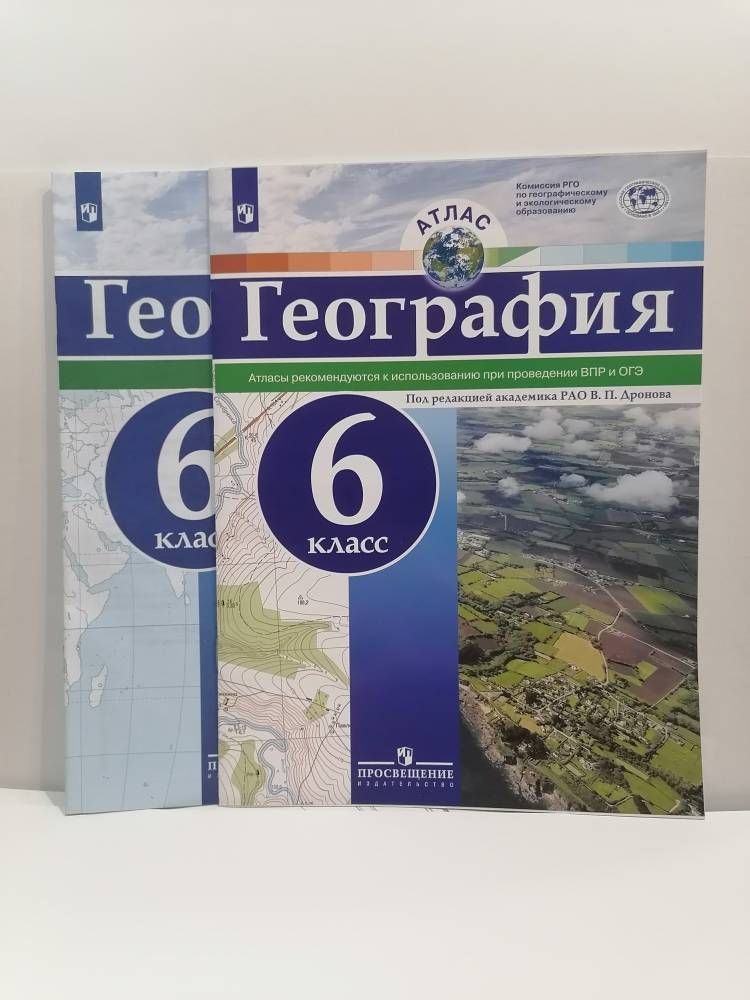 Гео
6
клас
АТЛАС
Комиссия РГО
по географическому
и экологическому
образованию
География
Атласы рекомендуются к использованию при проведении ВПР и ОГЭ
Под редакцией академика РАО В. П. Дронова
6
класс
ПРОСВЕЩЕНИЕ
ИЗДАТЕЛЬСТВО